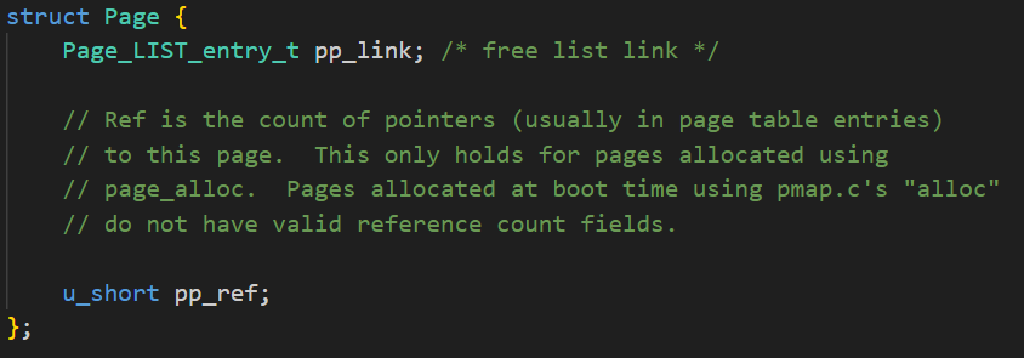 struct Page {
    Page_LIST_entry_t pp_link; /* free list link */
    // Ref is the count of pointers (usually in page table entries)
    // to this page.  This only holds for pages allocated using
    // page_alloc.  Pages allocated at boot time using pmap.c's "alloc"
    // do not have valid reference count fields.
    u_short pp_ref;
};